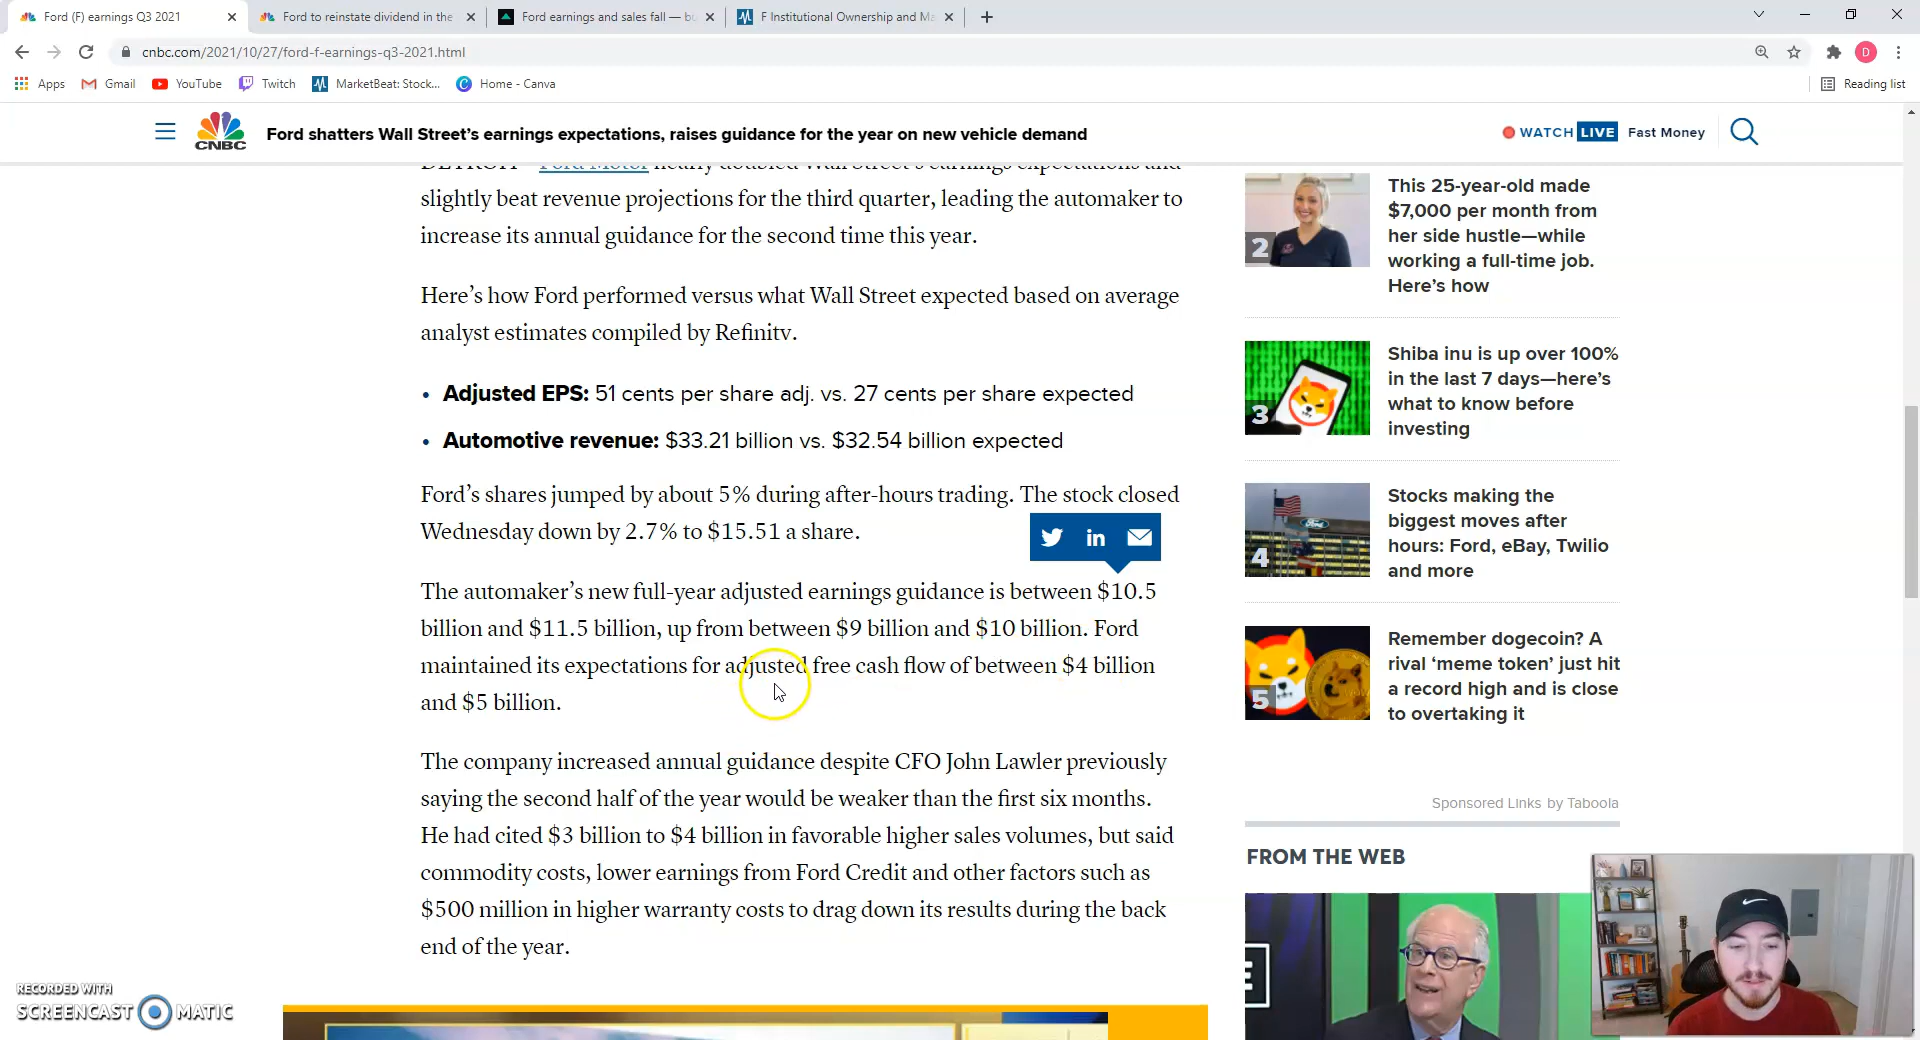 Ford (F) earnings Q3 2021
Ford to reinstate dividend in the
Ford earnings and sales fall — b
F Institutional Ownership and M
cnbc.com/2021/10/27/ford-f-earnings-q3-2021.html
D
Apps
Gmail
YouTube
Twitch
MarketBeat: Stock...
Home - Canva
Reading list
CNBC
Ford shatters Wall Street's earnings expectations, raises guidance for the year on new vehicle demand
WATCH LIVE Fast Money
DETROIT – Ford Motor nearly doubled Wall Street's earnings expectations and
slightly beat revenue projections for the third quarter, leading the automaker to
increase its annual guidance for the second time this year.
Here's how Ford performed versus what Wall Street expected based on average
analyst estimates compiled by Refinitv.
• Adjusted EPS: 51 cents per share adj. vs. 27 cents per share expected
• Automotive revenue: $33.21 billion vs. $32.54 billion expected
Ford's shares jumped by about 5% during after-hours trading. The stock closed
Wednesday down by 2.7% to $15.51 a share.
in
The automaker's new full-year adjusted earnings guidance is between $10.5
billion and $11.5 billion, up from between $9 billion and $10 billion. Ford
maintained its expectations for adjusted free cash flow of between $4 billion
and $5 billion.
The company increased annual guidance despite CFO John Lawler previously
saying the second half of the year would be weaker than the first six months.
He had cited $3 billion to $4 billion in favorable higher sales volumes, but said
commodity costs, lower earnings from Ford Credit and other factors such as
$500 million in higher warranty costs to drag down its results during the back
end of the year.
2
This 25-year-old made
$7,000 per month from
her side hustle—while
working a full-time job.
Here's how
3
Shiba inu is up over 100%
in the last 7 days—here's
what to know before
investing
4
Stocks making the
biggest moves after
hours: Ford, eBay, Twilio
and more
5
Remember dogecoin? A
rival 'meme token' just hit
a record high and is close
to overtaking it
Sponsored Links by Taboola
FROM THE WEB
E
RECORDED WITH
SCREENCAST MATIC